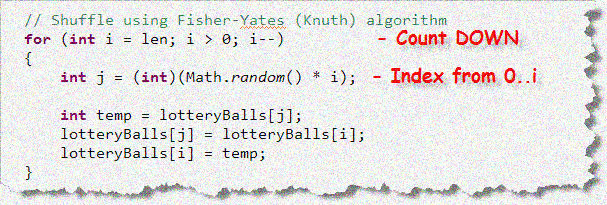 // Shuffle using Fisher-Yates (Knuth) algorithm
for (int i = len; i > 0; i--) - Count DOWN
{
int j = (int)(Math.random() * i); - Index from 0..i
int temp = lotteryBalls[j];
lotteryBalls[j] = lotteryBalls[i];
lotteryBalls[i] = temp;
}